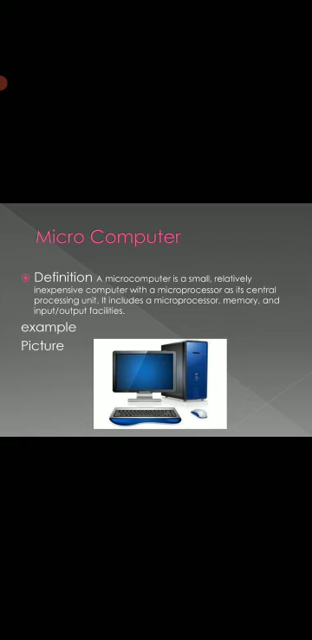 Micro Computer
Definition A microcomputer is a small, relatively
inexpensive computer with a microprocessor as its central
processing unit. It includes a microprocessor, memory, and
input/output facilities.
example
Picture